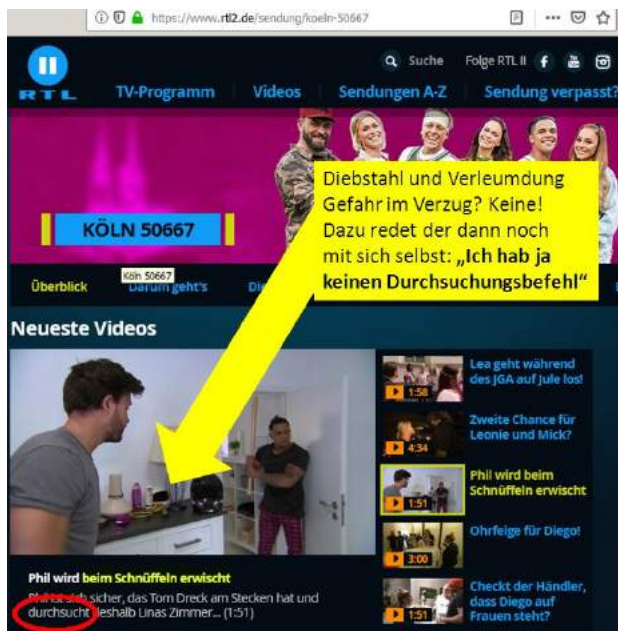 https://www.rtl2.de/sendung/koeln-50667
Suche Folge RTL II
RTL
TV-Programm Videos Sendungen A-Z Sendung verpasst?
Diebstahl und Verleumdung
Gefahr im Verzug? Keine!
Dazu redet der dann noch
mit sich selbst: „Ich hab ja
keinen Durchsuchungsbefehl“
KÖLN 50667
Köln 50667
Überblick Darum geht's
Neueste Videos
Lea geht während
des JGA auf Jule los!
1:58
Zweite Chance für
Leonie und Mick?
4:34
Phil wird beim
Schnüffeln erwischt
1:51
Ohrfeige für Diego!
3:00
Checkt der Händler,
dass Diego auf
Frauen steht?
1:51
Phil wird beim Schnüffeln erwischt
Phil ist sich sicher, das Tom Dreck am Stecken hat und
durchsucht deshalb Linas Zimmer... (1:51)